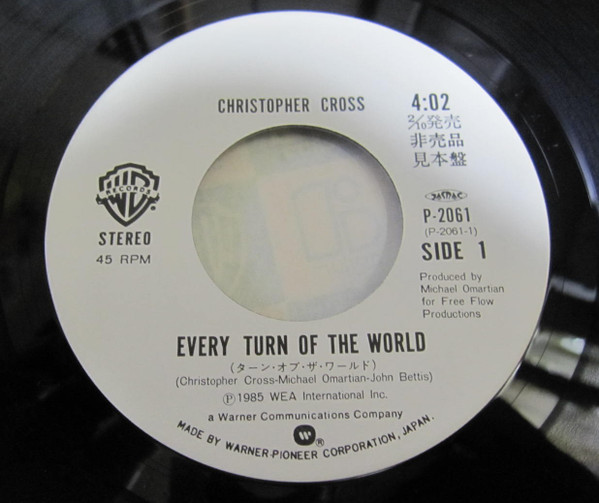 CHRISTOPHER CROSS
4:02
2/10発売
非売品
見本盤
WB
RECORDS
STEREO
45 RPM
JASRAC
P-2061
(P-2061-1)
SIDE 1
Produced by
Michael Omartian
for Free Flow
Productions
EVERY TURN OF THE WORLD
(ターン・オブ・ザ・ワールド)
(Christopher Cross-Michael Omartian-John Bettis)
Ⓟ1985 WEA International Inc.
a Warner Communications Company
®
MADE BY WARNER-PIONEER CORPORATION, JAPAN.